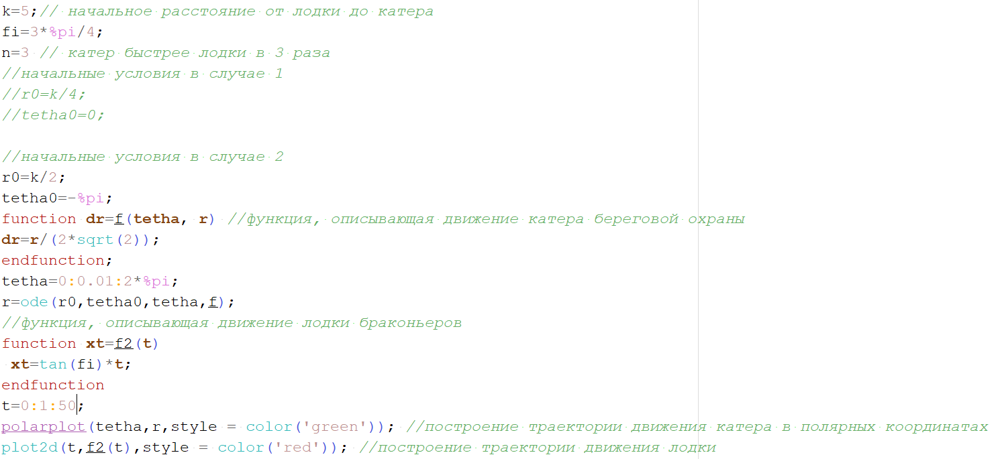 k=5;// начальное расстояние от лодки до катера
fi=3*%pi/4;
n=3 // катер быстрее лодки в 3 раза
//начальные условия в случае 1
//r0=k/4;
//tetha0=0;
//начальные условия в случае 2
r0=k/2;
tetha0=-%pi;
function dr=f(tetha, r) //функция, описывающая движение катера береговой охраны
dr=r/(2*sqrt(2));
endfunction;
tetha=0:0.01:2*%pi;
r=ode(r0,tetha0,tetha,f);
//функция, описывающая движение лодки браконьеров
function xt=f2(t)
xt=tan(fi)*t;
endfunction
t=0:1:50;
polarplot(tetha,r,style = color('green')); //построение траектории движения катера в полярных координатах
plot2d(t,f2(t),style = color('red')); //построение траектории движения лодки